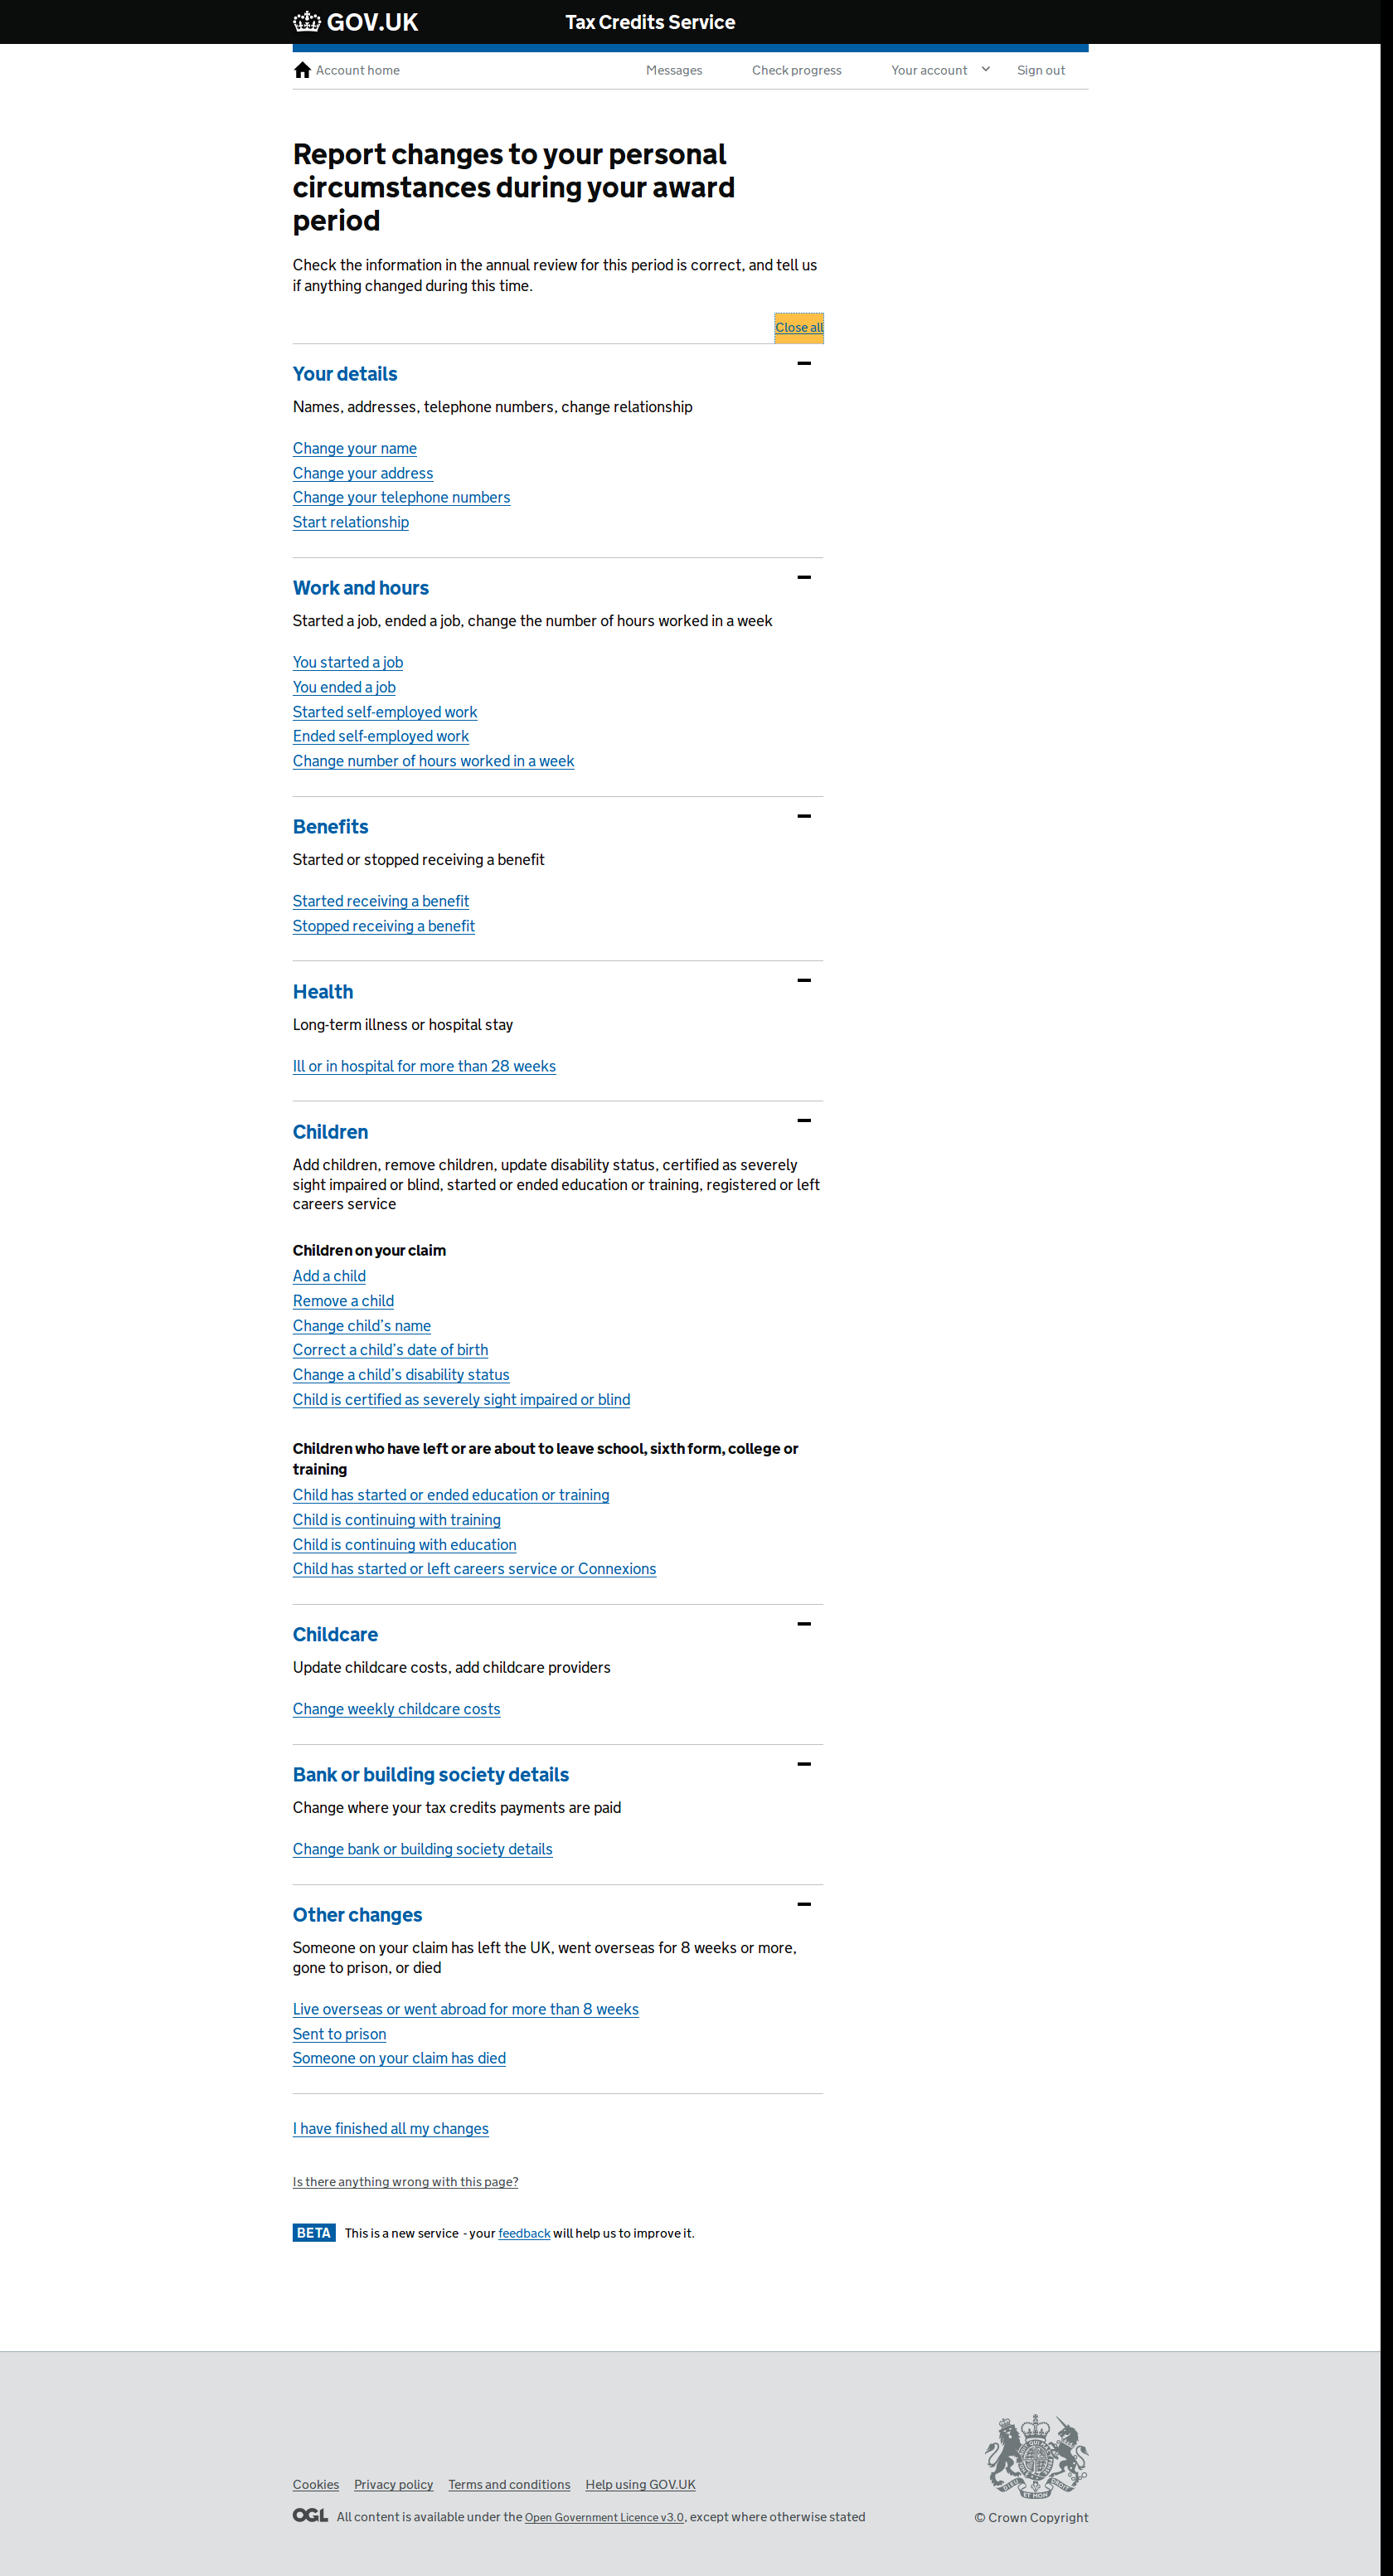 GOV.UK
Tax Credits Service
Account home
Messages
Check progress
Your account
Sign out
Report changes to your personal
circumstances during your award
period
Check the information in the annual review for this period is correct, and tell us
if anything changed during this time.
Close all
Your details
Names, addresses, telephone numbers, change relationship
Change your name
Change your address
Change your telephone numbers
Start relationship
Work and hours
Started a job, ended a job, change the number of hours worked in a week
You started a job
You ended a job
Started self-employed work
Ended self-employed work
Change number of hours worked in a week
Benefits
Started or stopped receiving a benefit
Started receiving a benefit
Stopped receiving a benefit
Health
Long-term illness or hospital stay
Ill or in hospital for more than 28 weeks
Children
Add children, remove children, update disability status, certified as severely
sight impaired or blind, started or ended education or training, registered or left
careers service
Children on your claim
Add a child
Remove a child
Change child’s name
Correct a child’s date of birth
Change a child’s disability status
Child is certified as severely sight impaired or blind
Children who have left or are about to leave school, sixth form, college or
training
Child has started or ended education or training
Child is continuing with training
Child is continuing with education
Child has started or left careers service or Connexions
Childcare
Update childcare costs, add childcare providers
Change weekly childcare costs
Bank or building society details
Change where your tax credits payments are paid
Change bank or building society details
Other changes
Someone on your claim has left the UK, went overseas for 8 weeks or more,
gone to prison, or died
Live overseas or went abroad for more than 8 weeks
Sent to prison
Someone on your claim has died
I have finished all my changes
Is there anything wrong with this page?
BETA This is a new service - your feedback will help us to improve it.
Cookies Privacy policy Terms and conditions Help using GOV.UK
OGL All content is available under the Open Government Licence v3.0, except where otherwise stated
© Crown Copyright